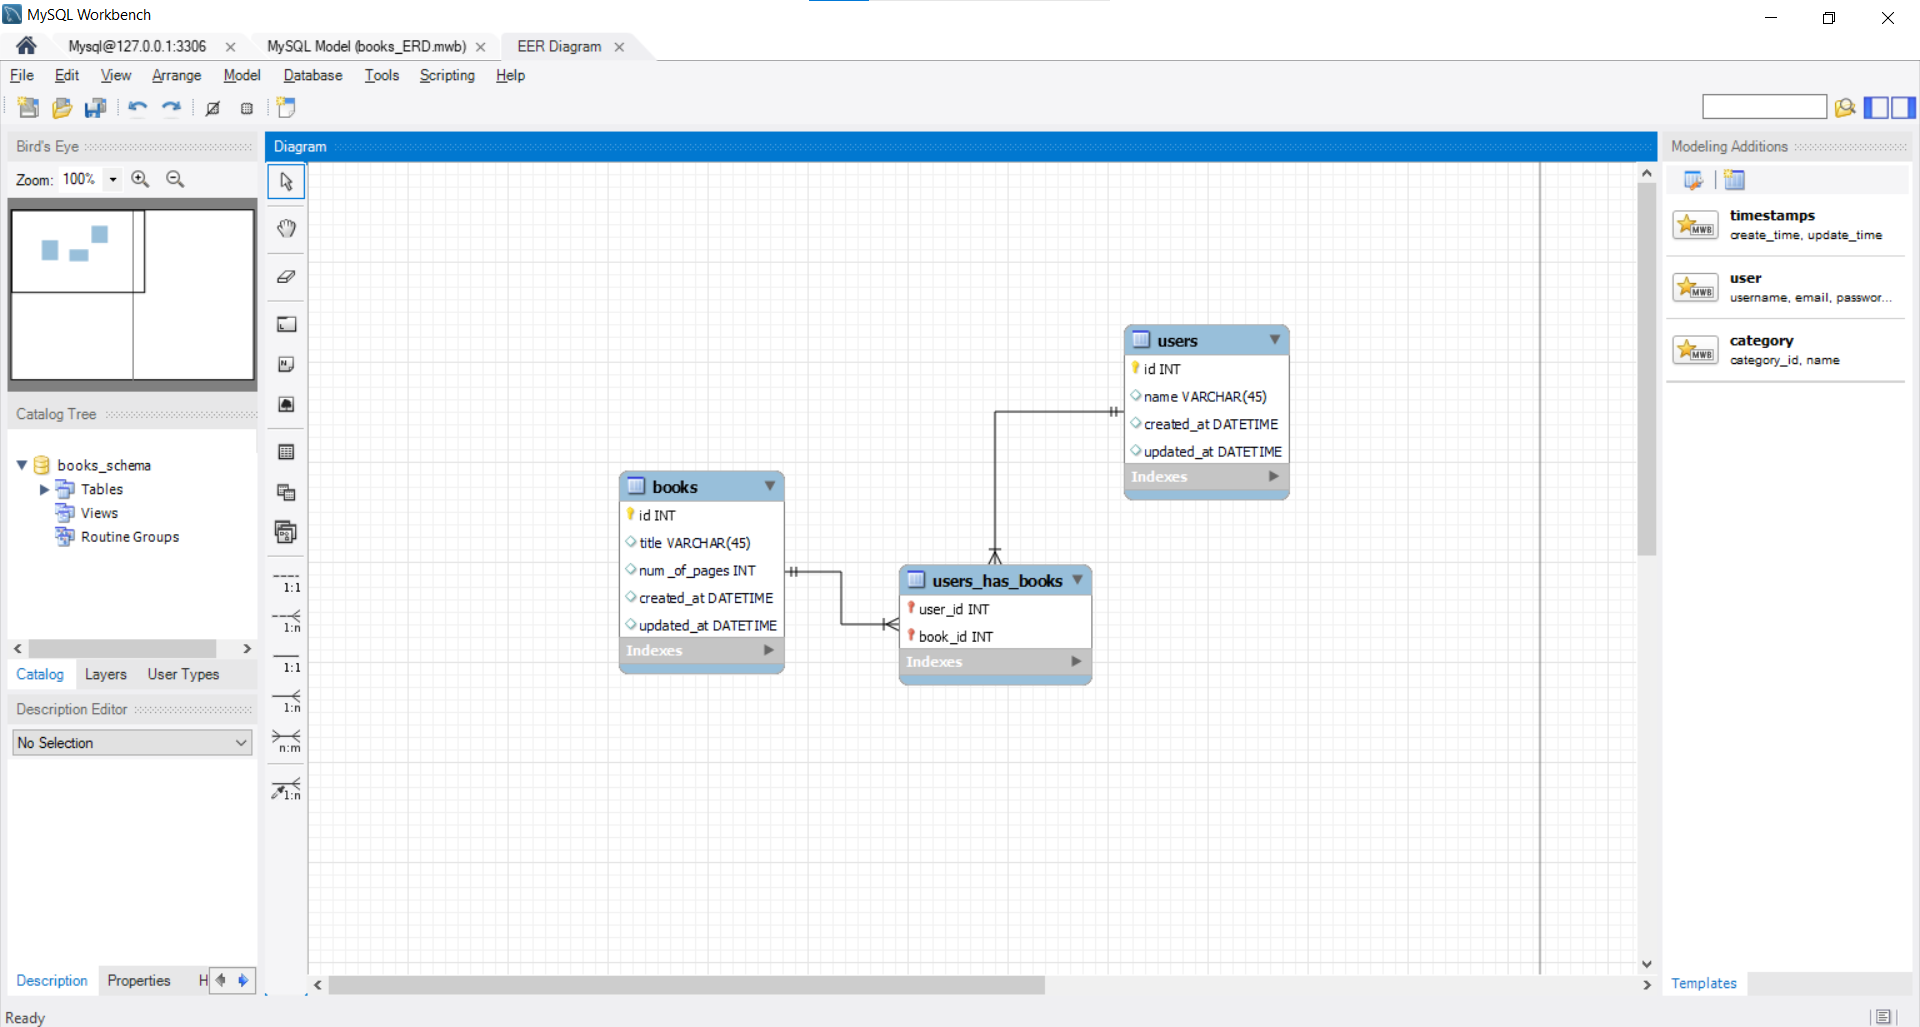 MySQL Workbench
Mysql@127.0.0.1:3306
MySQL Model (books_ERD.mwb)
EER Diagram
File Edit View Arrange Model Database Tools Scripting Help
Bird's Eye
Zoom: 100%
Catalog Tree
books_schema
Tables
Views
Routine Groups
Catalog Layers User Types
Description Editor
No Selection
Description Properties H
Ready
Diagram
1:1
1:n
1:1
1:n
n:m
1:n
books
id INT
title VARCHAR(45)
num_of_pages INT
created_at DATETIME
updated_at DATETIME
Indexes
users_has_books
user_id INT
book_id INT
Indexes
users
id INT
name VARCHAR(45)
created_at DATETIME
updated_at DATETIME
Indexes
Modeling Additions
MWB
timestamps
create_time, update_time
MWB
user
username, email, passwor...
MWB
category
category_id, name
Templates